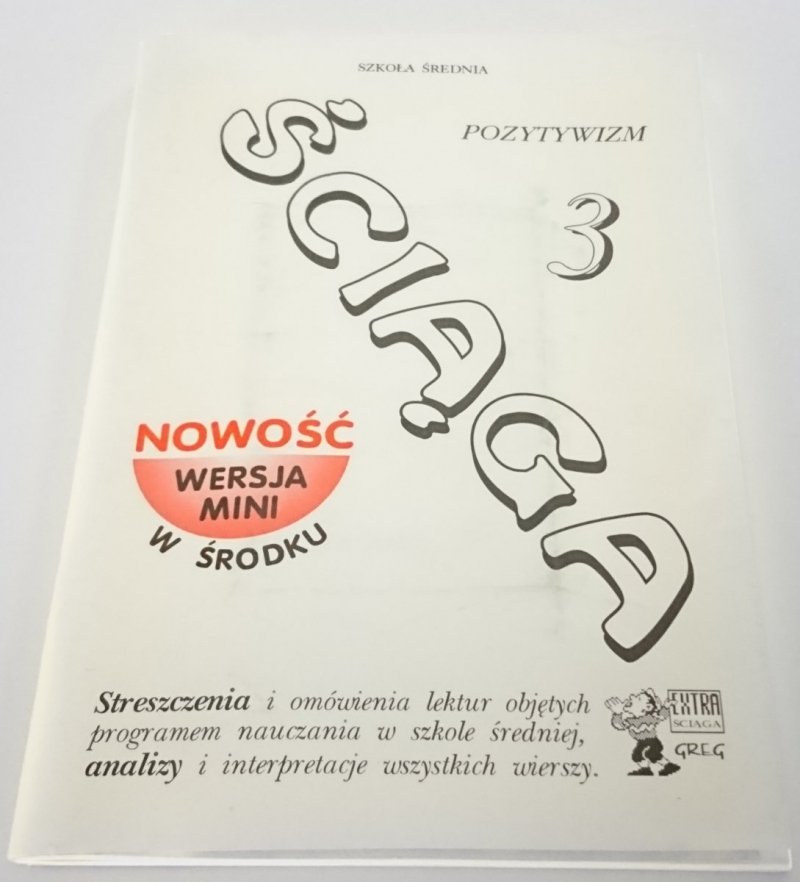 SZKOŁA ŚREDNIA
POZYTYWIZM
3
ŚCIĄGA
NOWOŚĆ
WERSJA
MINI
W ŚRODKU
Streszczenia i omówienia lektur objętych
programem nauczania w szkole średniej,
analizy i interpretacje wszystkich wierszy.
EXTRA
ŚCIĄGA
GREG